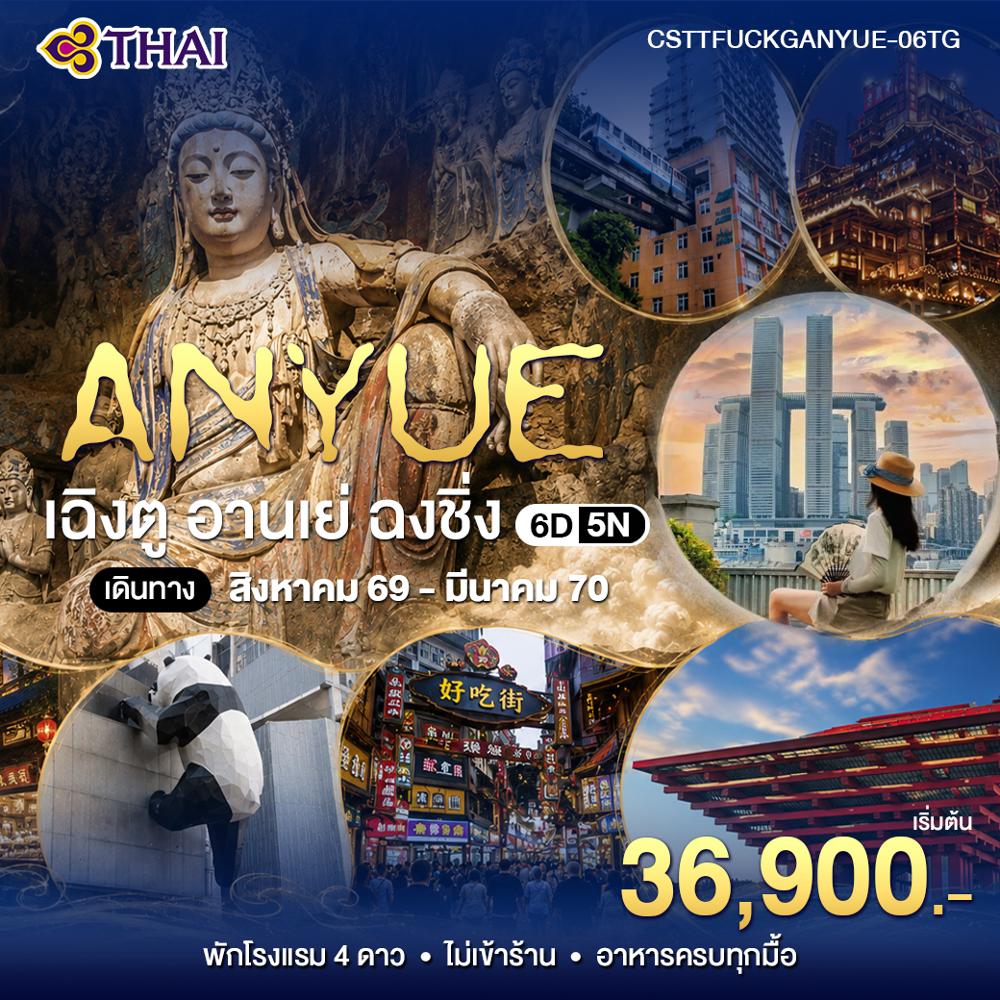 THAI
CSTTFUCKGANYUE-06TG
ANYUE
เฉิงตู อานเย่ ฉงชิ่ง 6D 5N
เดินทาง สิงหาคม 69 - มีนาคม 70
好吃街
เริ่มต้น
36,900.-
พักโรงแรม 4 ดาว • ไม่เข้าร้าน • อาหารครบทุกมื้อ